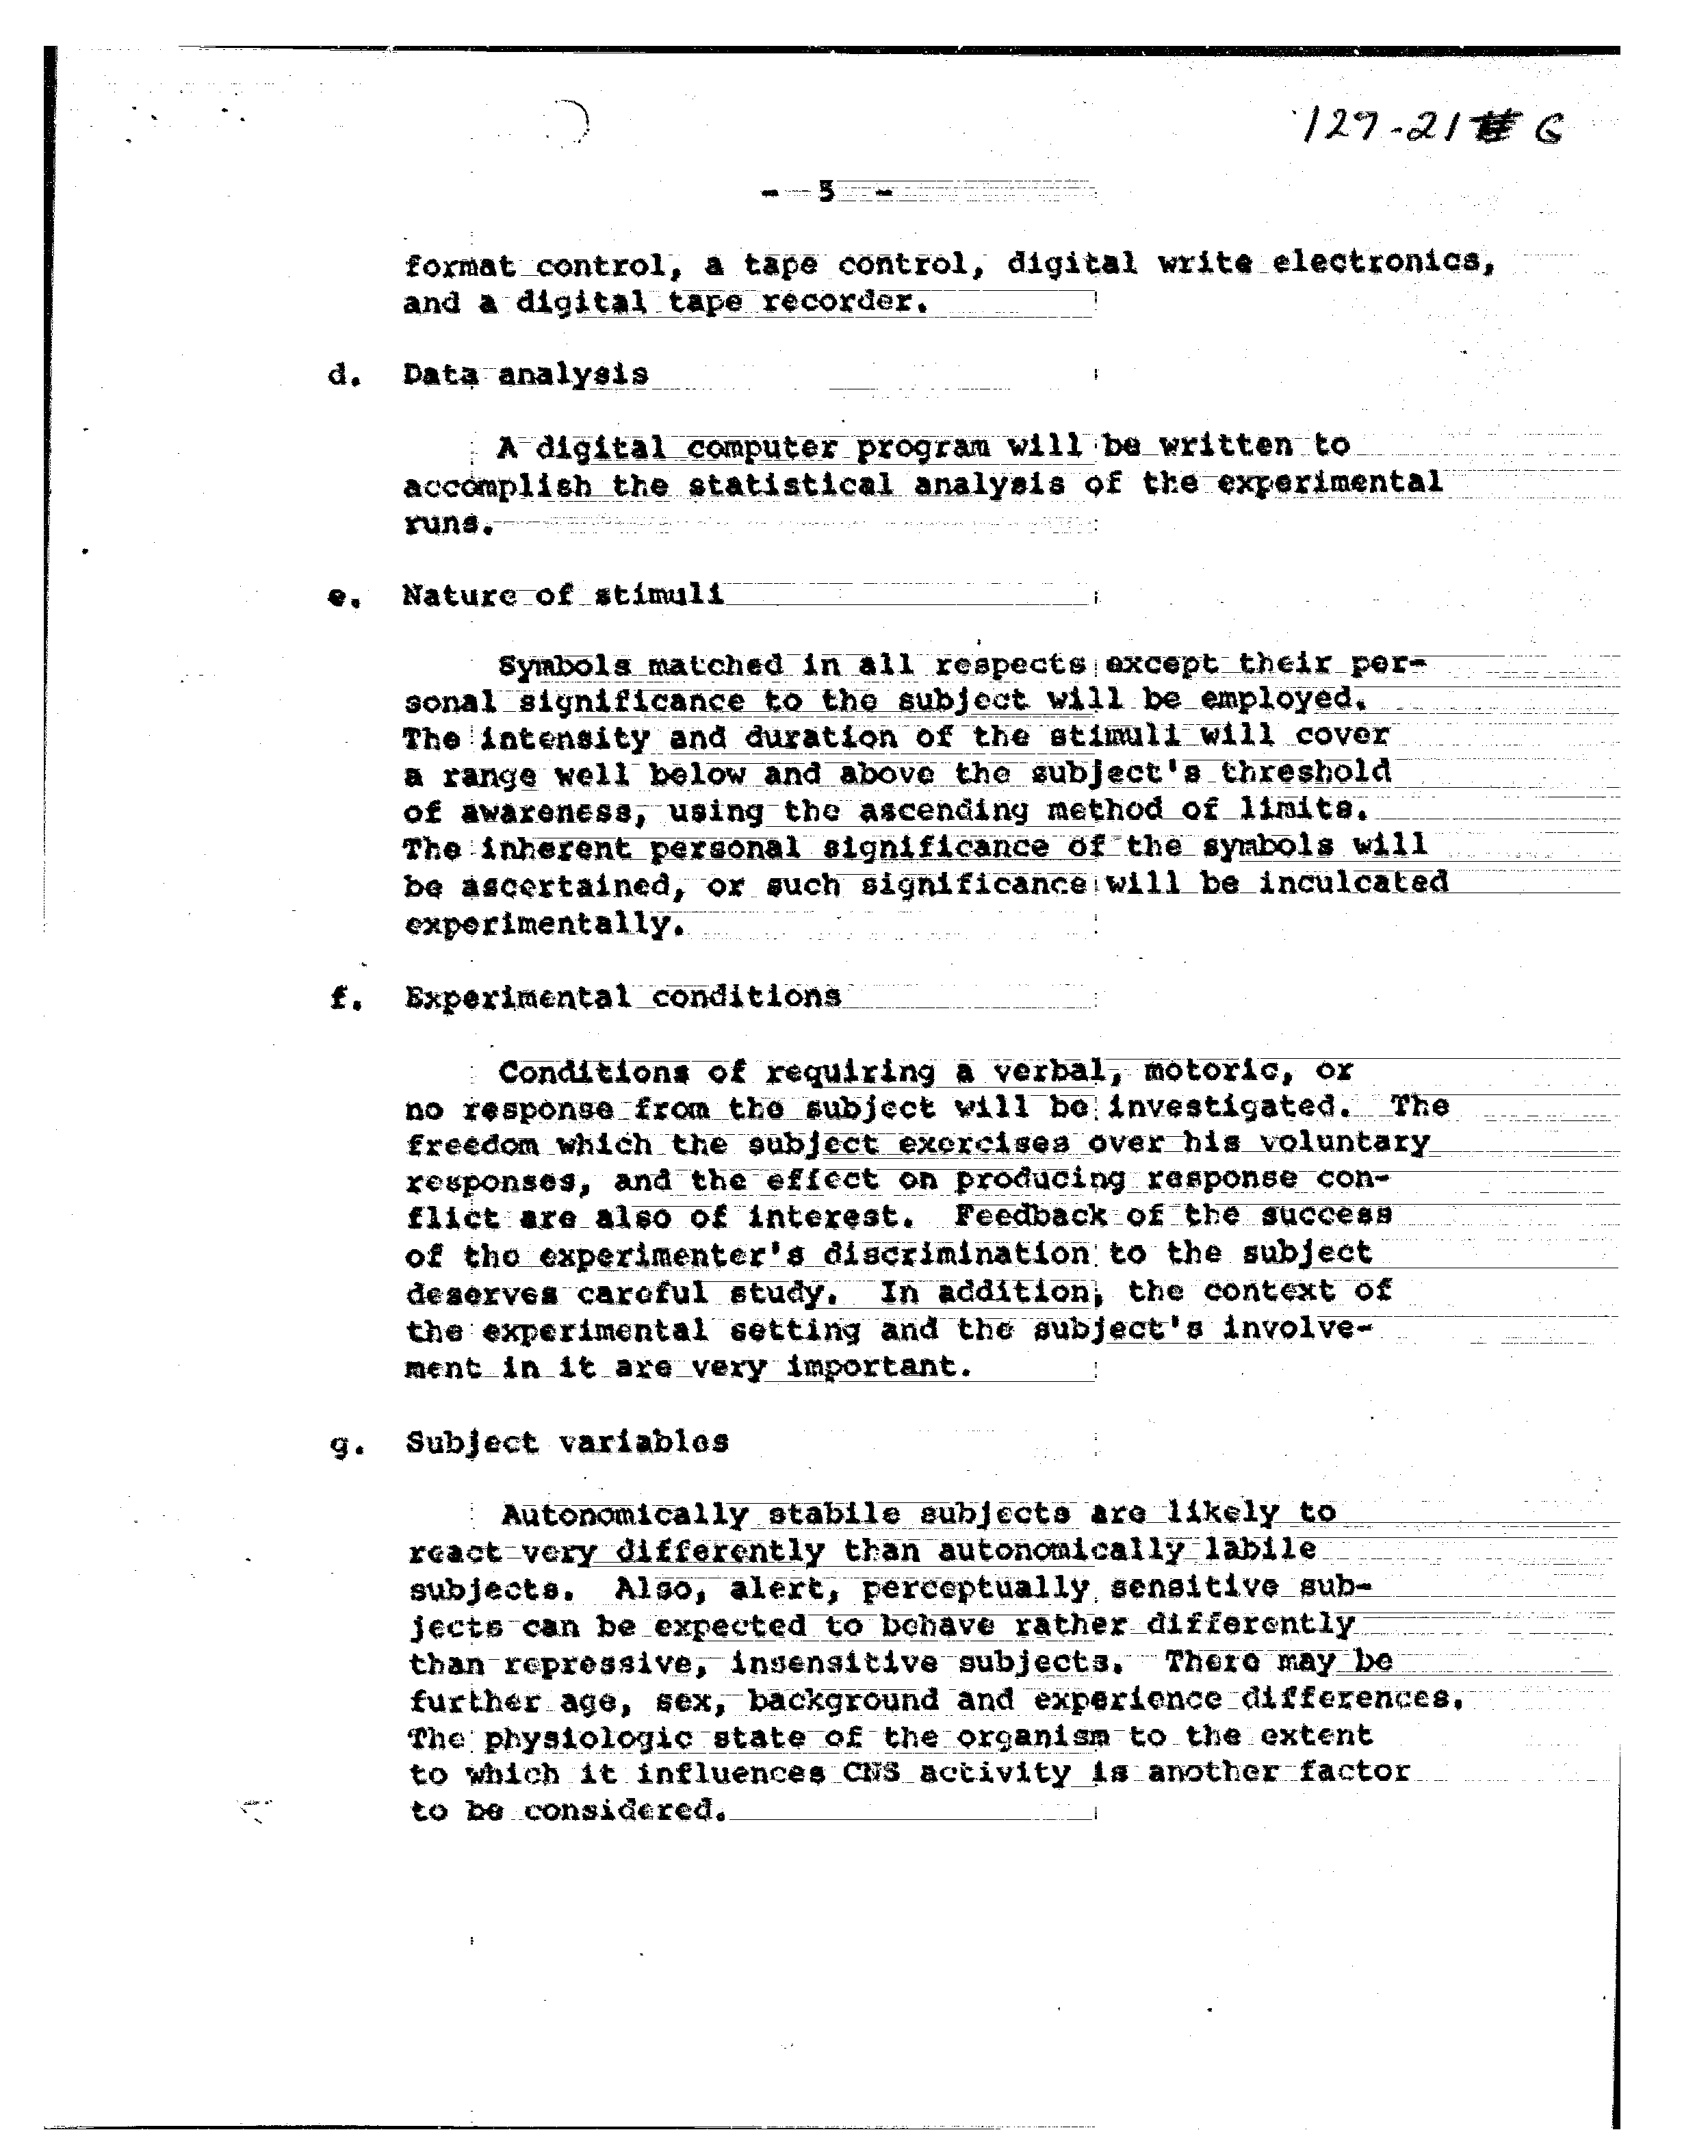 127-21 # G
- 5 -
format control, a tape control, digital write electronics,
and a digital tape recorder.
d. Data analysis
A digital computer program will be written to
accomplish the statistical analysis of the experimental
runs.
e. Nature of stimuli
Symbols matched in all respects except their per-
sonal significance to the subject will be employed.
The intensity and duration of the stimuli will cover
a range well below and above the subject's threshold
of awareness, using the ascending method of limits.
The inherent personal significance of the symbols will
be ascertained, or such significance will be inculcated
experimentally.
f. Experimental conditions
Conditions of requiring a verbal, motoric, or
no response from the subject will be investigated. The
freedom which the subject exercises over his voluntary
responses, and the effect on producing response con-
flict are also of interest. Feedback of the success
of the experimenter's discrimination to the subject
deserves careful study. In addition, the context of
the experimental setting and the subject's involve-
ment in it are very important.
g. Subject variables
Autonomically stabile subjects are likely to
react very differently than autonomically labile
subjects. Also, alert, perceptually sensitive sub-
jects can be expected to behave rather differently
than repressive, insensitive subjects. There may be
further age, sex, background and experience differences.
The physiologic state of the organism to the extent
to which it influences CNS activity is another factor
to be considered.